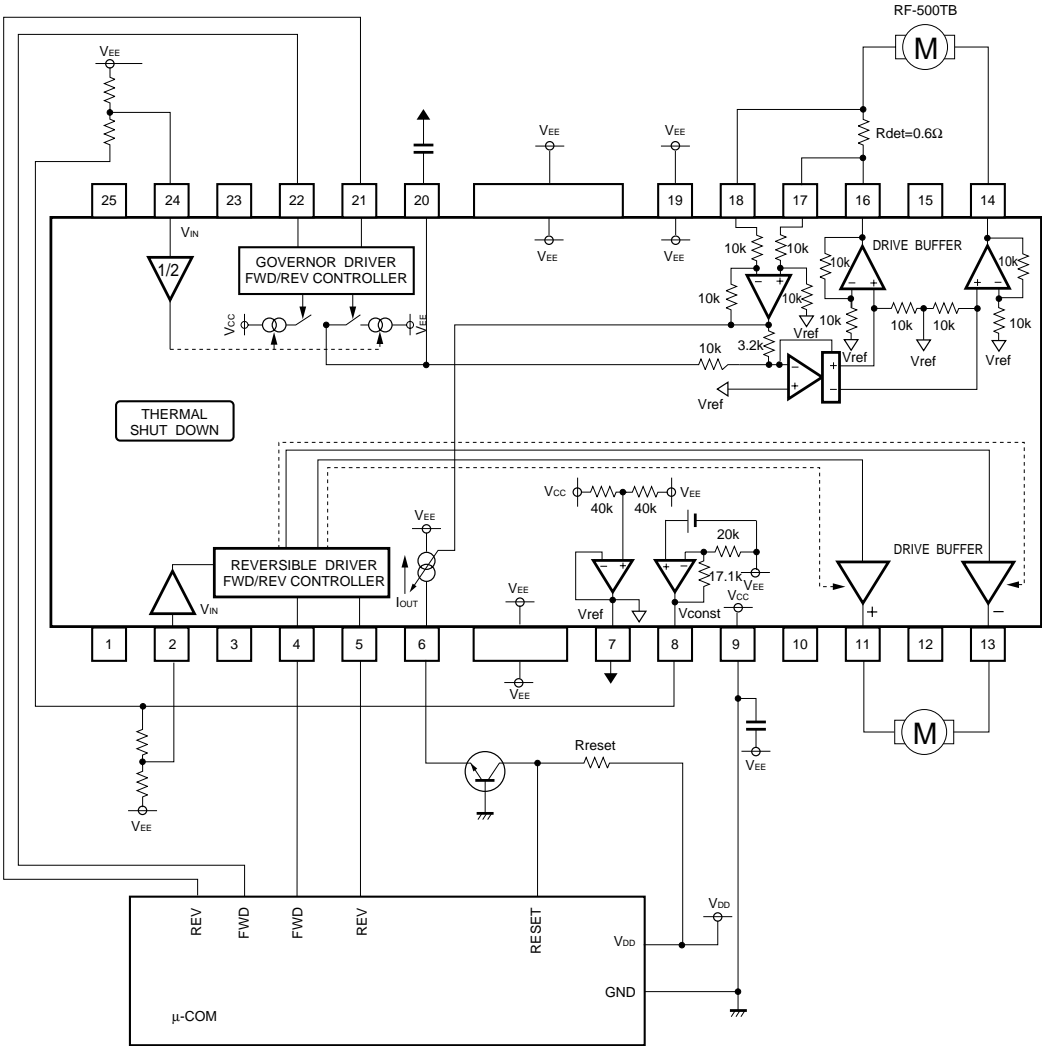 RF-500TB
M
VEE
Rdet=0.6Ω
VEE
VEE
25
24
23
22
21
20
19
18
17
16
15
14
VIN
VEE
VEE
1/2
GOVERNOR DRIVER
FWD/REV CONTROLLER
10k
10k
DRIVE BUFFER
10k
10k
10k
10k
VCC
VEE
Vref
10k
10k
10k
10k
3.2k
Vref
Vref
Vref
10k
Vref
THERMAL
SHUT DOWN
VCC
VEE
40k
40k
VEE
20k
REVERSIBLE DRIVER
FWD/REV CONTROLLER
17.1k
VEE
DRIVE BUFFER
IOUT
VIN
VEE
Vref
Vconst
VCC
1
2
3
4
5
6
7
8
9
10
11
12
13
VEE
M
VEE
Rreset
VEE
REV
FWD
FWD
REV
RESET
VDD
VDD
GND
μ-COM